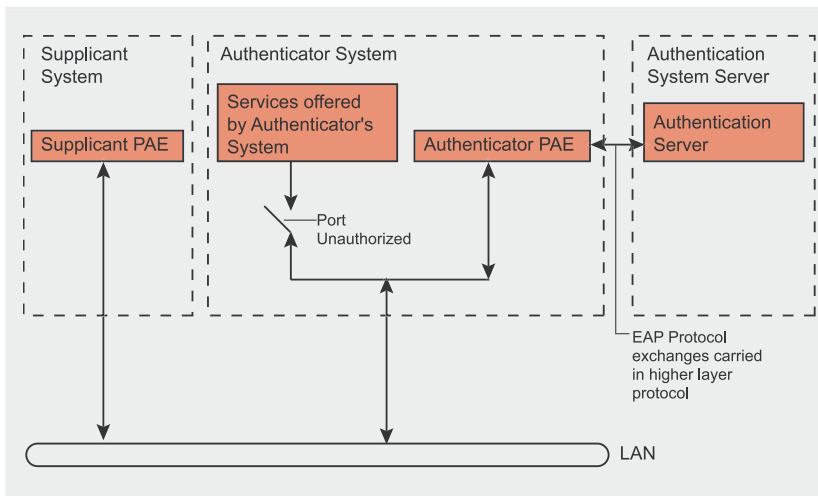 Supplicant
System
Authenticator System
Authentication
System Server
Services offered
by Authenticator's
System
Supplicant PAE
Authenticator PAE
Authentication
Server
Port
Unauthorized
EAP Protocol
exchanges carried
in higher layer
protocol
LAN